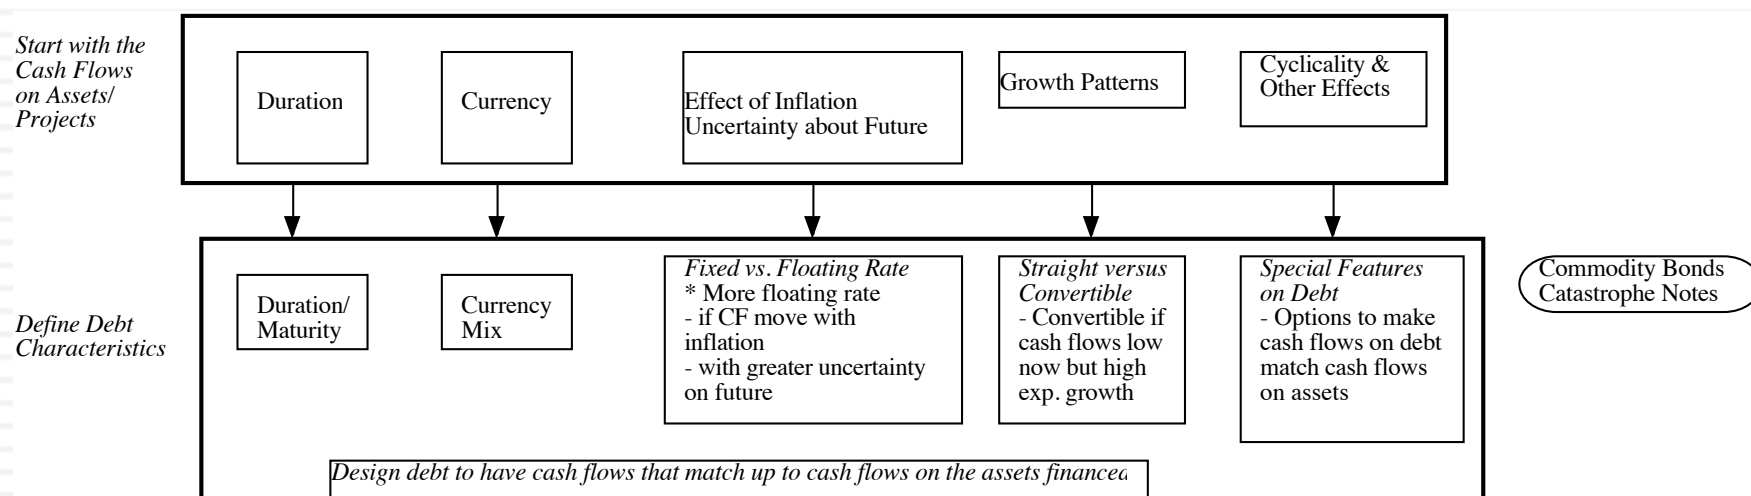 Start with the
Cash Flows
on Assets/
Projects
Duration
Currency
Effect of Inflation
Uncertainty about Future
Growth Patterns
Cyclicality &
Other Effects
Define Debt
Characteristics
Duration/
Maturity
Currency
Mix
Fixed vs. Floating Rate
* More floating rate
- if CF move with
inflation
- with greater uncertainty
on future
Straight versus
Convertible
- Convertible if
cash flows low
now but high
exp. growth
Special Features
on Debt
- Options to make
cash flows on debt
match cash flows
on assets
Commodity Bonds
Catastrophe Notes
Design debt to have cash flows that match up to cash flows on the assets financed